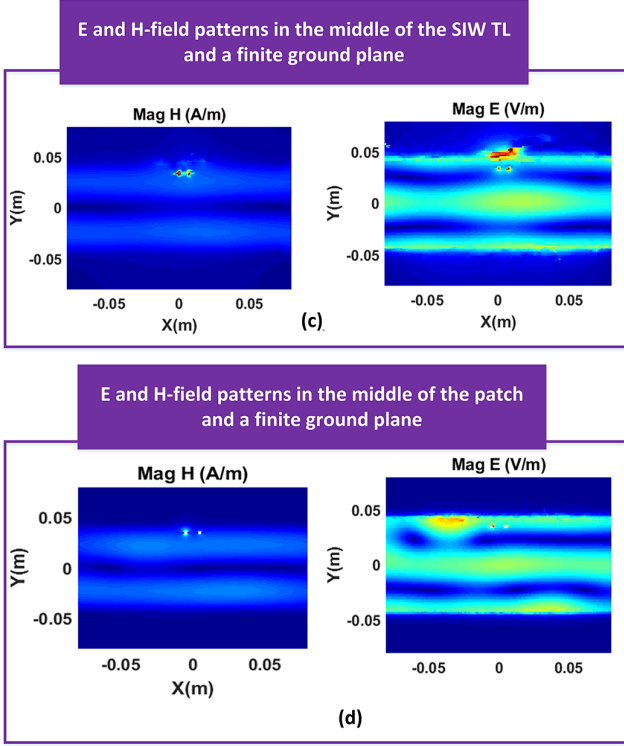 E and H-field patterns in the middle of the SIW TL
and a finite ground plane
Mag H (A/m)
Mag E (V/m)
0.05
0
-0.05
Y(m)
-0.05
0
0.05
X(m)
0.05
0
-0.05
Y(m)
-0.05
0
0.05
X(m)
(c)
E and H-field patterns in the middle of the patch
and a finite ground plane
Mag H (A/m)
Mag E (V/m)
0.05
0
-0.05
Y(m)
-0.05
0
0.05
X(m)
0.05
0
-0.05
Y(m)
-0.05
0
0.05
X(m)
(d)